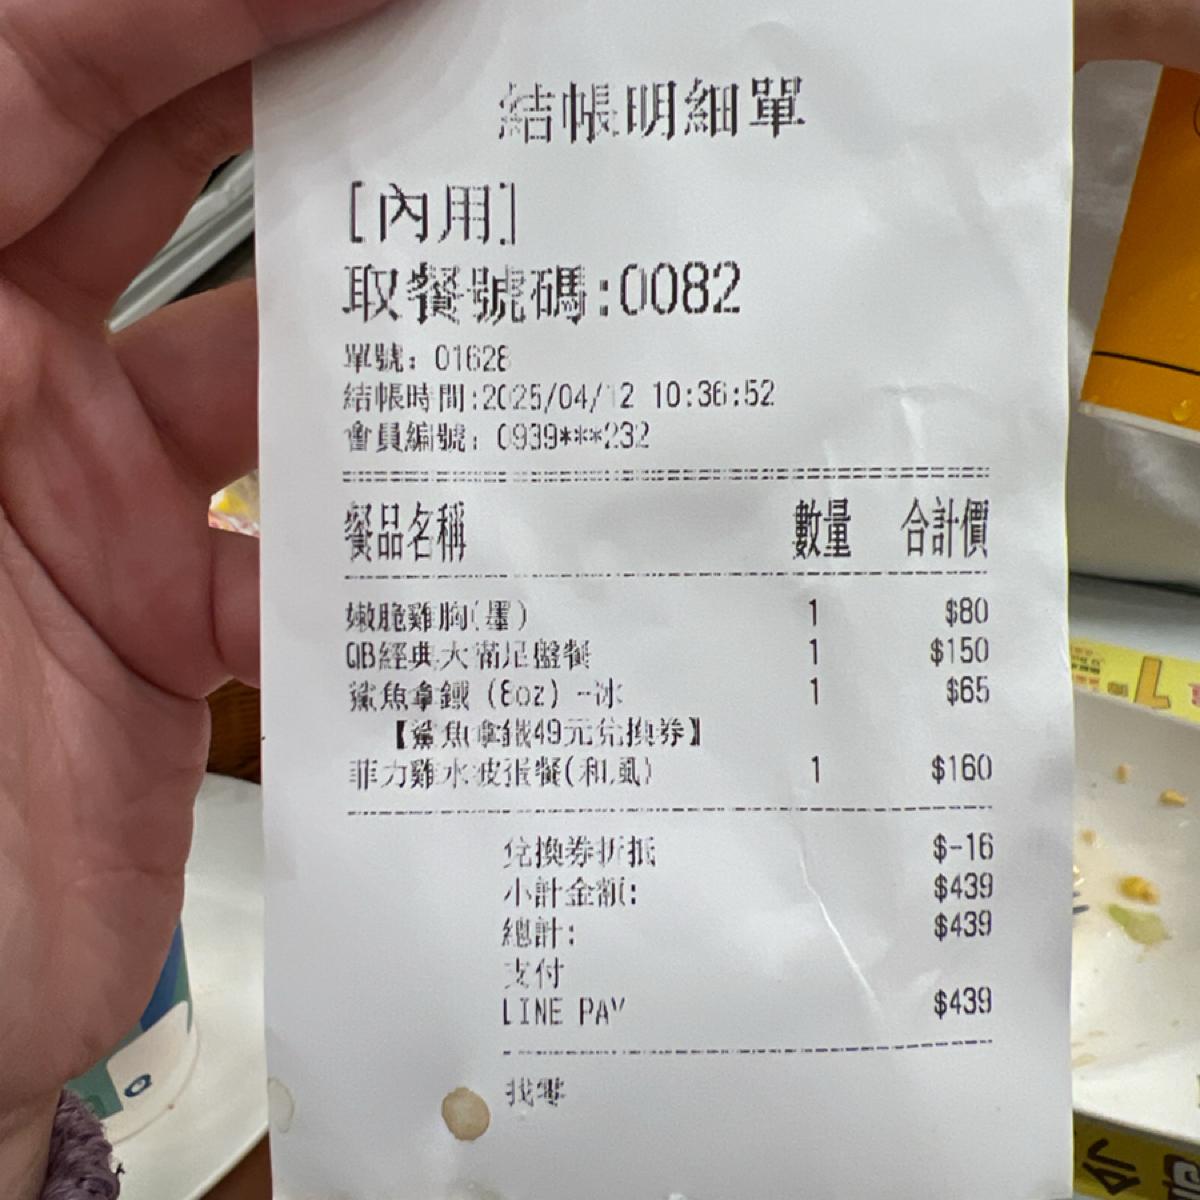 結帳明細單
[內用]
取餐號碼:0082
單號: 01628
結帳時間:2025/04/12 10:36:52
會員編號: 0939***232
餐品名稱 數量 合計價
嫩脆雞胸(墨) 1 $80
QB經典大滿足盤餐 1 $150
鯊魚拿鐵 (8oz) -冰 1 $65
【鯊魚拿鐵49元兌換券】
菲力雞水波蛋餐(和風) 1 $160
兌換券折抵 $-16
小計金額: $439
總計: $439
支付
LINE PAY $439
找零